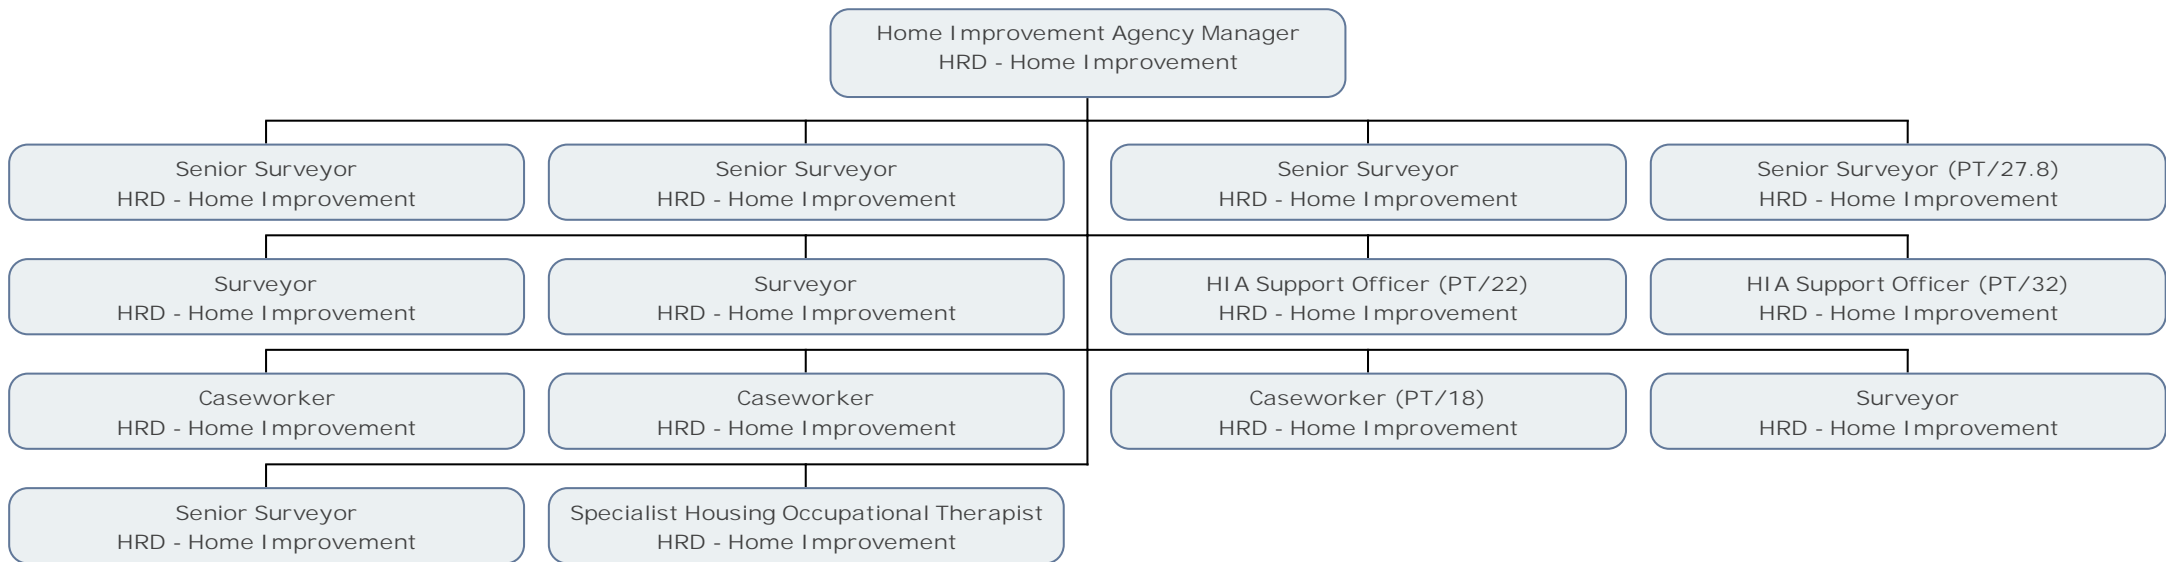 Home Improvement Agency Manager
HRD - Home Improvement
Senior Surveyor
HRD - Home Improvement
Senior Surveyor
HRD - Home Improvement
Senior Surveyor
HRD - Home Improvement
Senior Surveyor (PT/27.8)
HRD - Home Improvement
Surveyor
HRD - Home Improvement
Surveyor
HRD - Home Improvement
HIA Support Officer (PT/22)
HRD - Home Improvement
HIA Support Officer (PT/32)
HRD - Home Improvement
Caseworker
HRD - Home Improvement
Caseworker
HRD - Home Improvement
Caseworker (PT/18)
HRD - Home Improvement
Surveyor
HRD - Home Improvement
Senior Surveyor
HRD - Home Improvement
Specialist Housing Occupational Therapist
HRD - Home Improvement